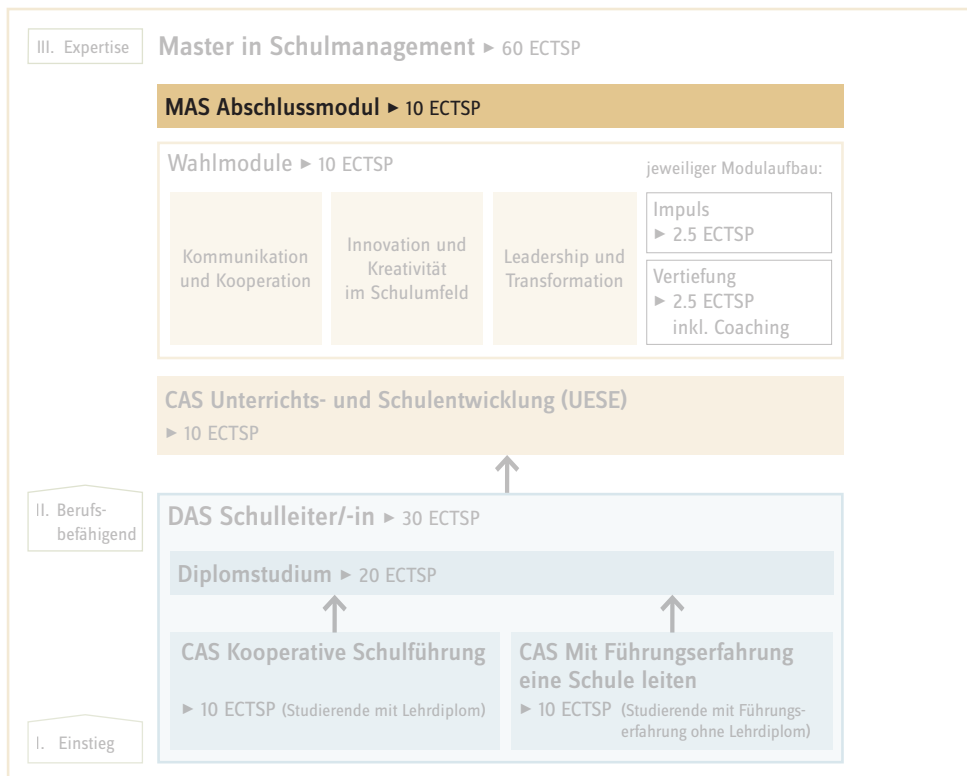 III. Expertise
Master in Schulmanagement ► 60 ECTSP
MAS Abschlussmodul ► 10 ECTSP
Wahlmodule ► 10 ECTSP
jeweiliger Modulaufbau:
Kommunikation
und Kooperation
Innovation und
Kreativität
im Schulumfeld
Leadership und
Transformation
Impuls
► 2.5 ECTSP
Vertiefung
► 2.5 ECTSP
inkl. Coaching
CAS Unterrichts- und Schulentwicklung (UESE)
► 10 ECTSP
II. Berufs-
befähigend
DAS Schulleiter/-in ► 30 ECTSP
Diplomstudium ► 20 ECTSP
CAS Kooperative Schulführung
► 10 ECTSP (Studierende mit Lehrdiplom)
CAS Mit Führungserfahrung
eine Schule leiten
► 10 ECTSP (Studierende mit Führungs-
erfahrung ohne Lehrdiplom)
I. Einstieg